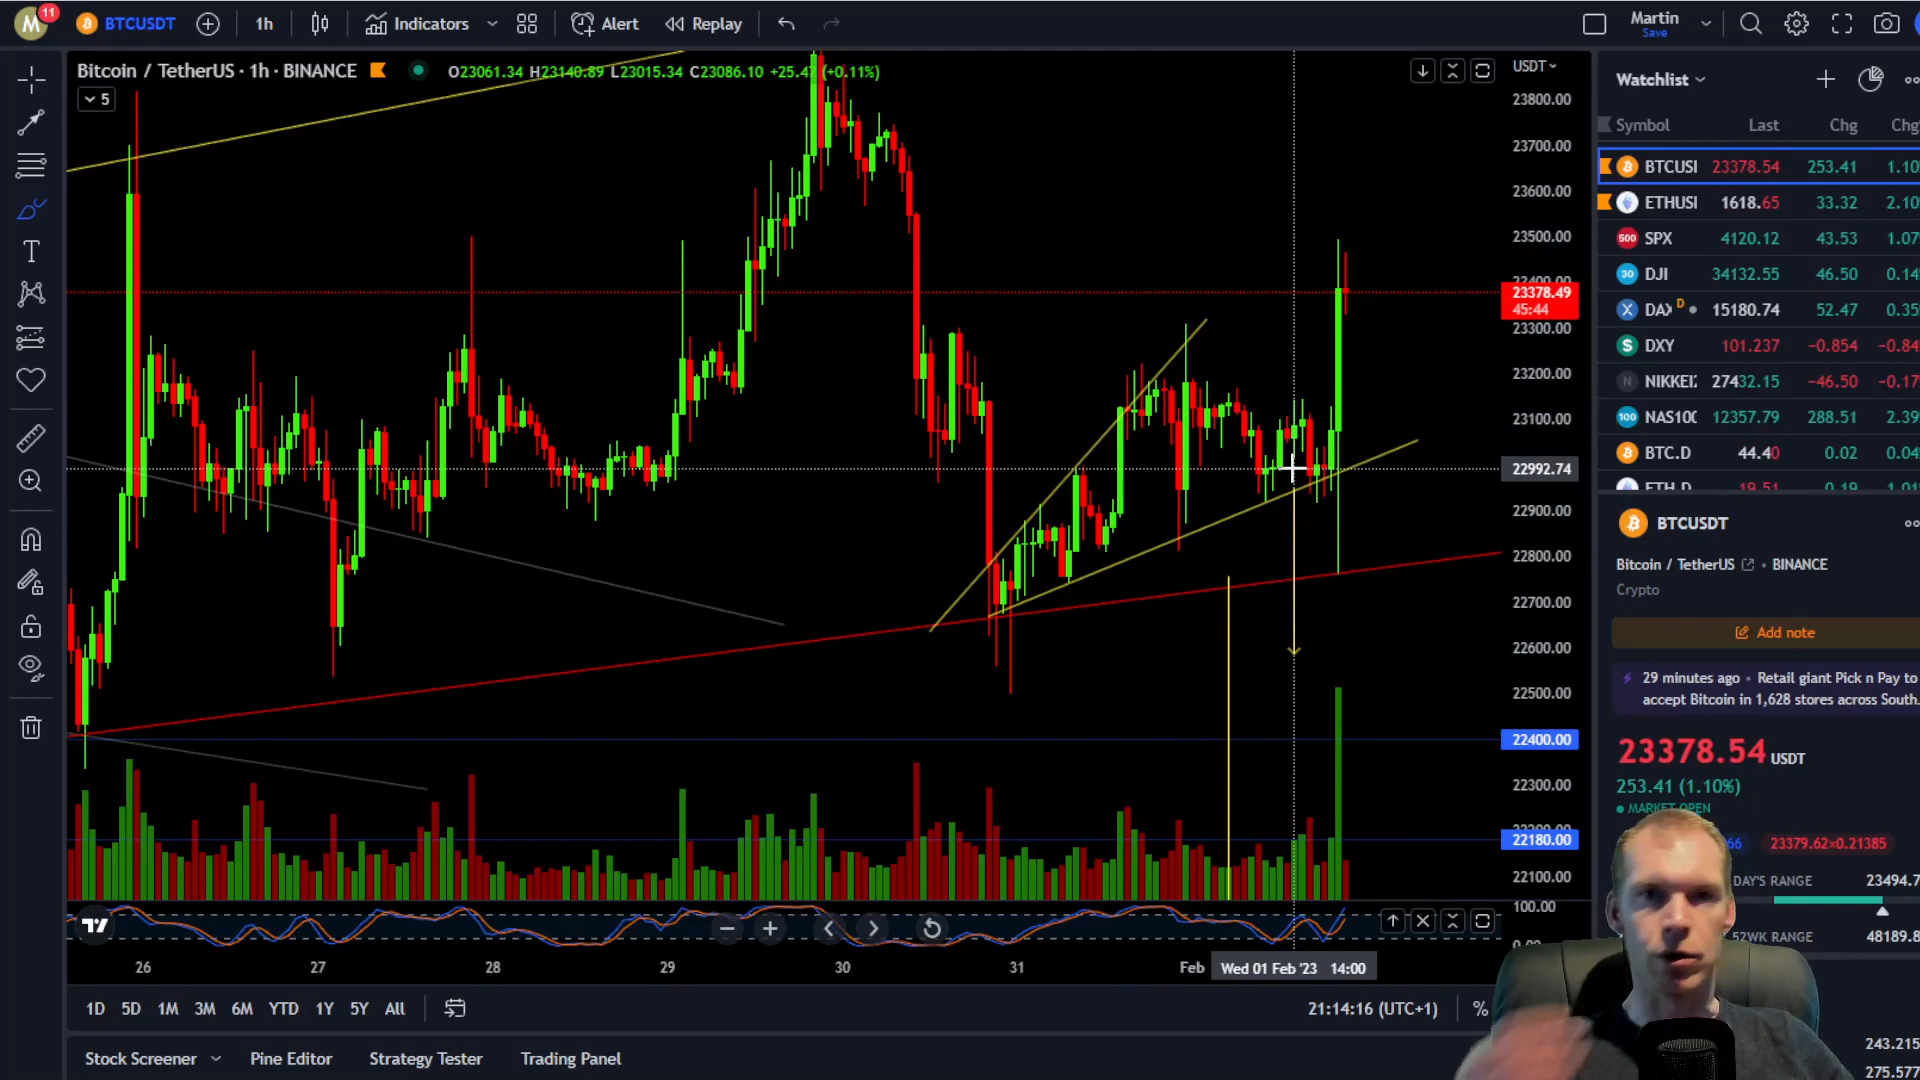 M 11 BTCUSDT 1h Indicators Alert Replay Martin
Save
Bitcoin / TetherUS · 1h · BINANCE O23061.34 H23140.89 L23015.34 C23086.10 +25.47 (+0.11%)
5
USDT
23800.00
23700.00
23600.00
23500.00
23400.00
23378.49
45:44
23300.00
23200.00
23100.00
22992.74
22900.00
22800.00
22700.00
22600.00
22500.00
22400.00
22300.00
22200.00
22180.00
22100.00
100.00
0.00
26 27 28 29 30 31 Feb Wed 01 Feb '23 14:00
1D 5D 1M 3M 6M YTD 1Y 5Y All 21:14:16 (UTC+1) %
Stock Screener Pine Editor Strategy Tester Trading Panel
Watchlist
Symbol Last Chg Chg
BTCUSI 23378.54 253.41 1.10
ETHUSI 1618.65 33.32 2.10
500 SPX 4120.12 43.53 1.07
30 DJI 34132.55 46.50 0.14
X DAX D 15180.74 52.47 0.35
S DXY 101.237 −0.854 −0.84
N NIKKEI 27432.15 −46.50 −0.17
100 NAS100 12357.79 288.51 2.39
BTC.D 44.40 0.02 0.04
ETH.D 19.51 0.19 1.01
BTCUSDT
Bitcoin / TetherUS · BINANCE
Crypto
Add note
29 minutes ago · Retail giant Pick n Pay to
accept Bitcoin in 1,628 stores across South
23378.54 USDT
253.41 (1.10%)
MARKET OPEN
66 23379.62×0.21385
DAY'S RANGE 23494.7
52WK RANGE 48189.8
243.215
275.577